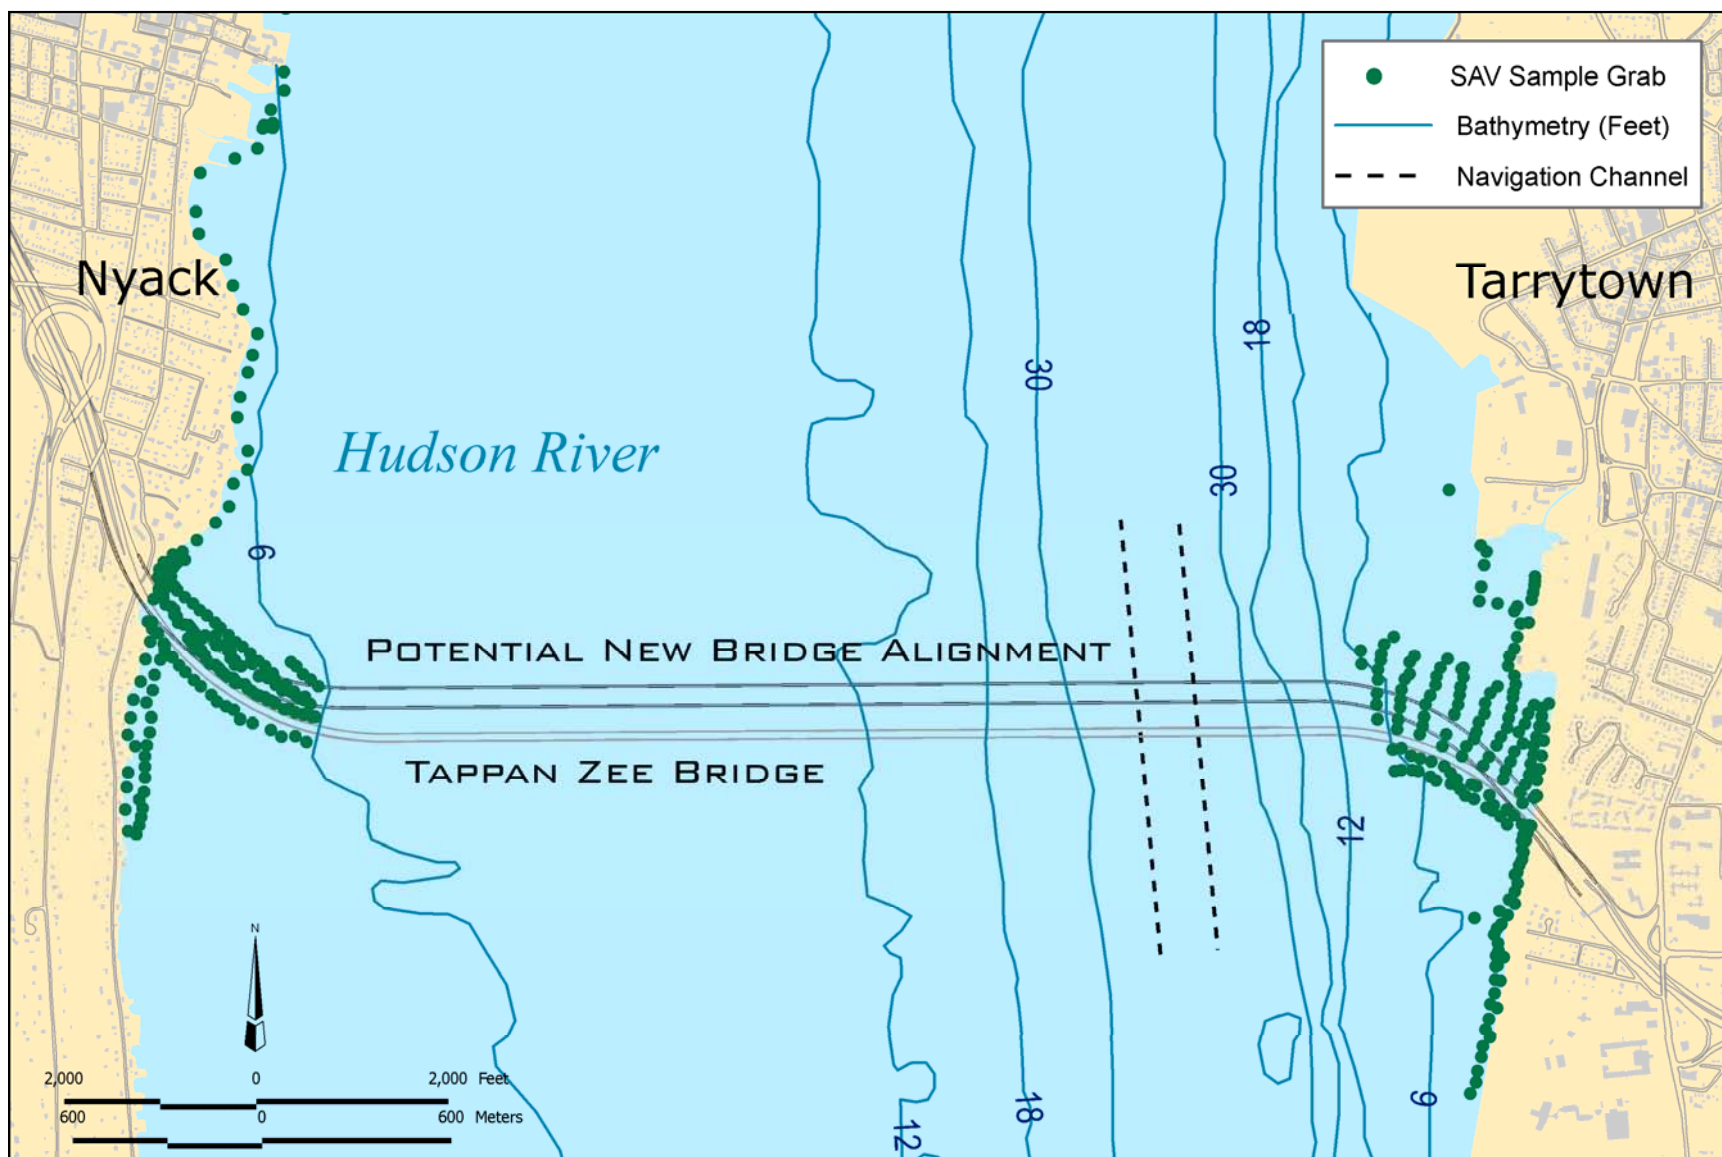 SAV Sample Grab
Bathymetry (Feet)
Navigation Channel
Nyack
Tarrytown
18
30
Hudson River
30
6
POTENTIAL NEW BRIDGE ALIGNMENT
TAPPAN ZEE BRIDGE
12
N
2,000 0 2,000 Feet
600 0 600 Meters
6
18
12